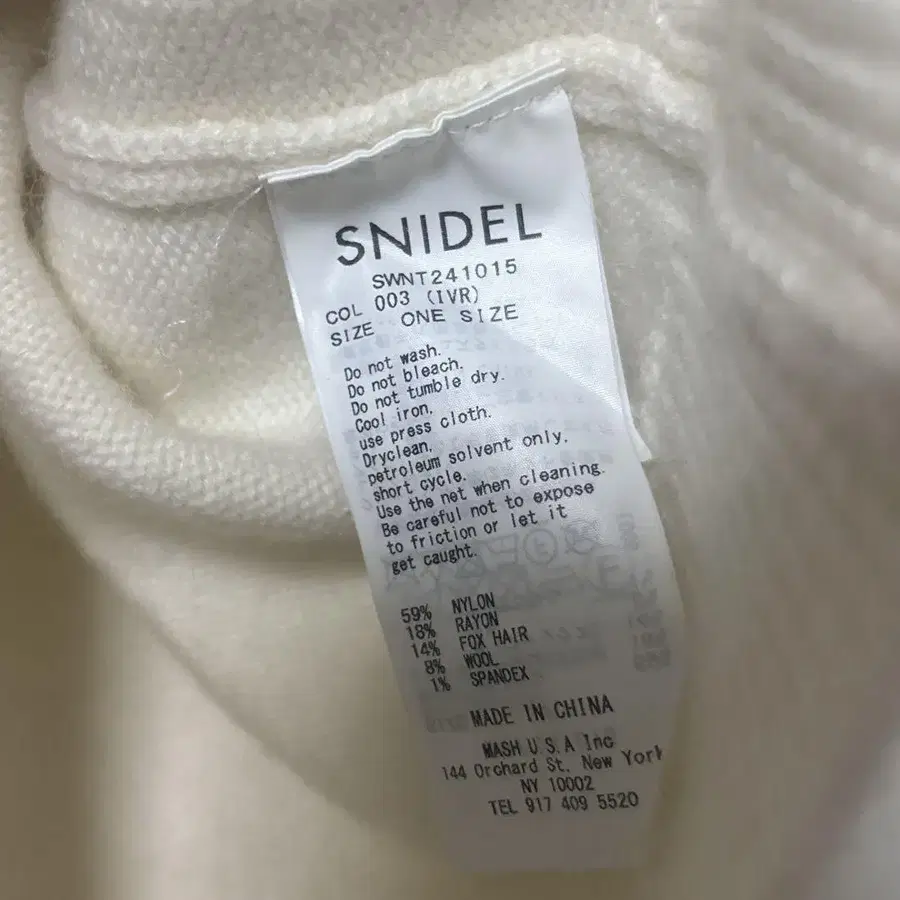 SNIDEL
SWNT241015
COL 003 (IVR)
SIZE ONE SIZE
Do not wash.
Do not bleach.
Do not tumble dry.
Cool iron.
use press cloth.
Dryclean.
petroleum solvent only.
short cycle.
Use the net when cleaning.
Be careful not to expose
to friction or let it
get caught.
59% NYLON
18% RAYON
14% FOX HAIR
8% WOOL
1% SPANDEX
MADE IN CHINA
MASH U.S.A Inc
144 Orchard St. New York
NY 10002
TEL 917 409 5520